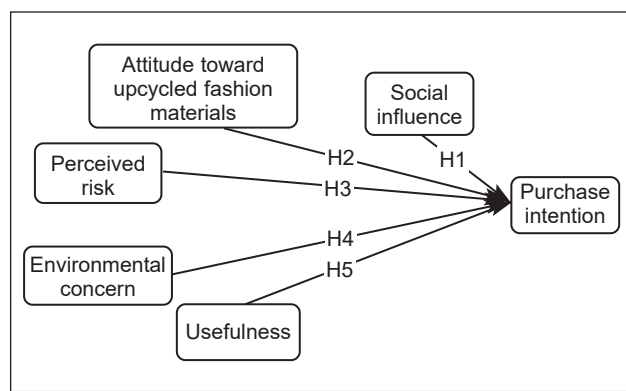 Attitude toward
upcycled fashion
materials
Social
influence
H1
H2
Perceived
risk
H3
Purchase
intention
H4
Environmental
concern
H5
Usefulness